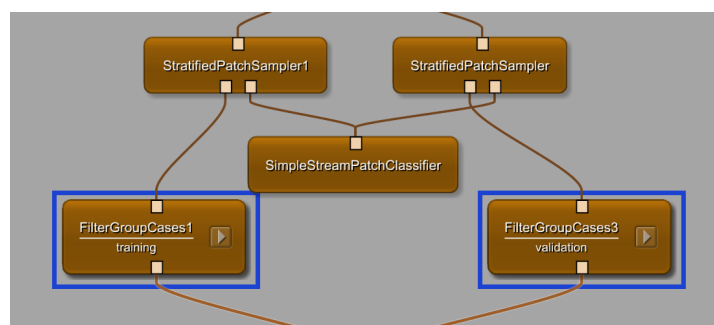 StratifiedPatchSampler1
StratifiedPatchSampler
SimpleStreamPatchClassifier
FilterGroupCases1
training
FilterGroupCases3
validation